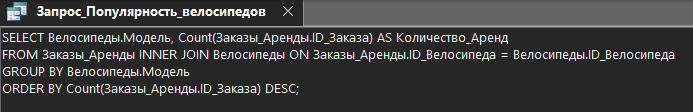 Запрос_Популярность_велосипедов
SELECT Велосипеды.Модель, Count(Заказы_Аренды.ID_Заказа) AS Количество_Аренд
FROM Заказы_Аренды INNER JOIN Велосипеды ON Заказы_Аренды.ID_Велосипеда = Велосипеды.ID_Велосипеда
GROUP BY Велосипеды.Модель
ORDER BY Count(Заказы_Аренды.ID_Заказа) DESC;